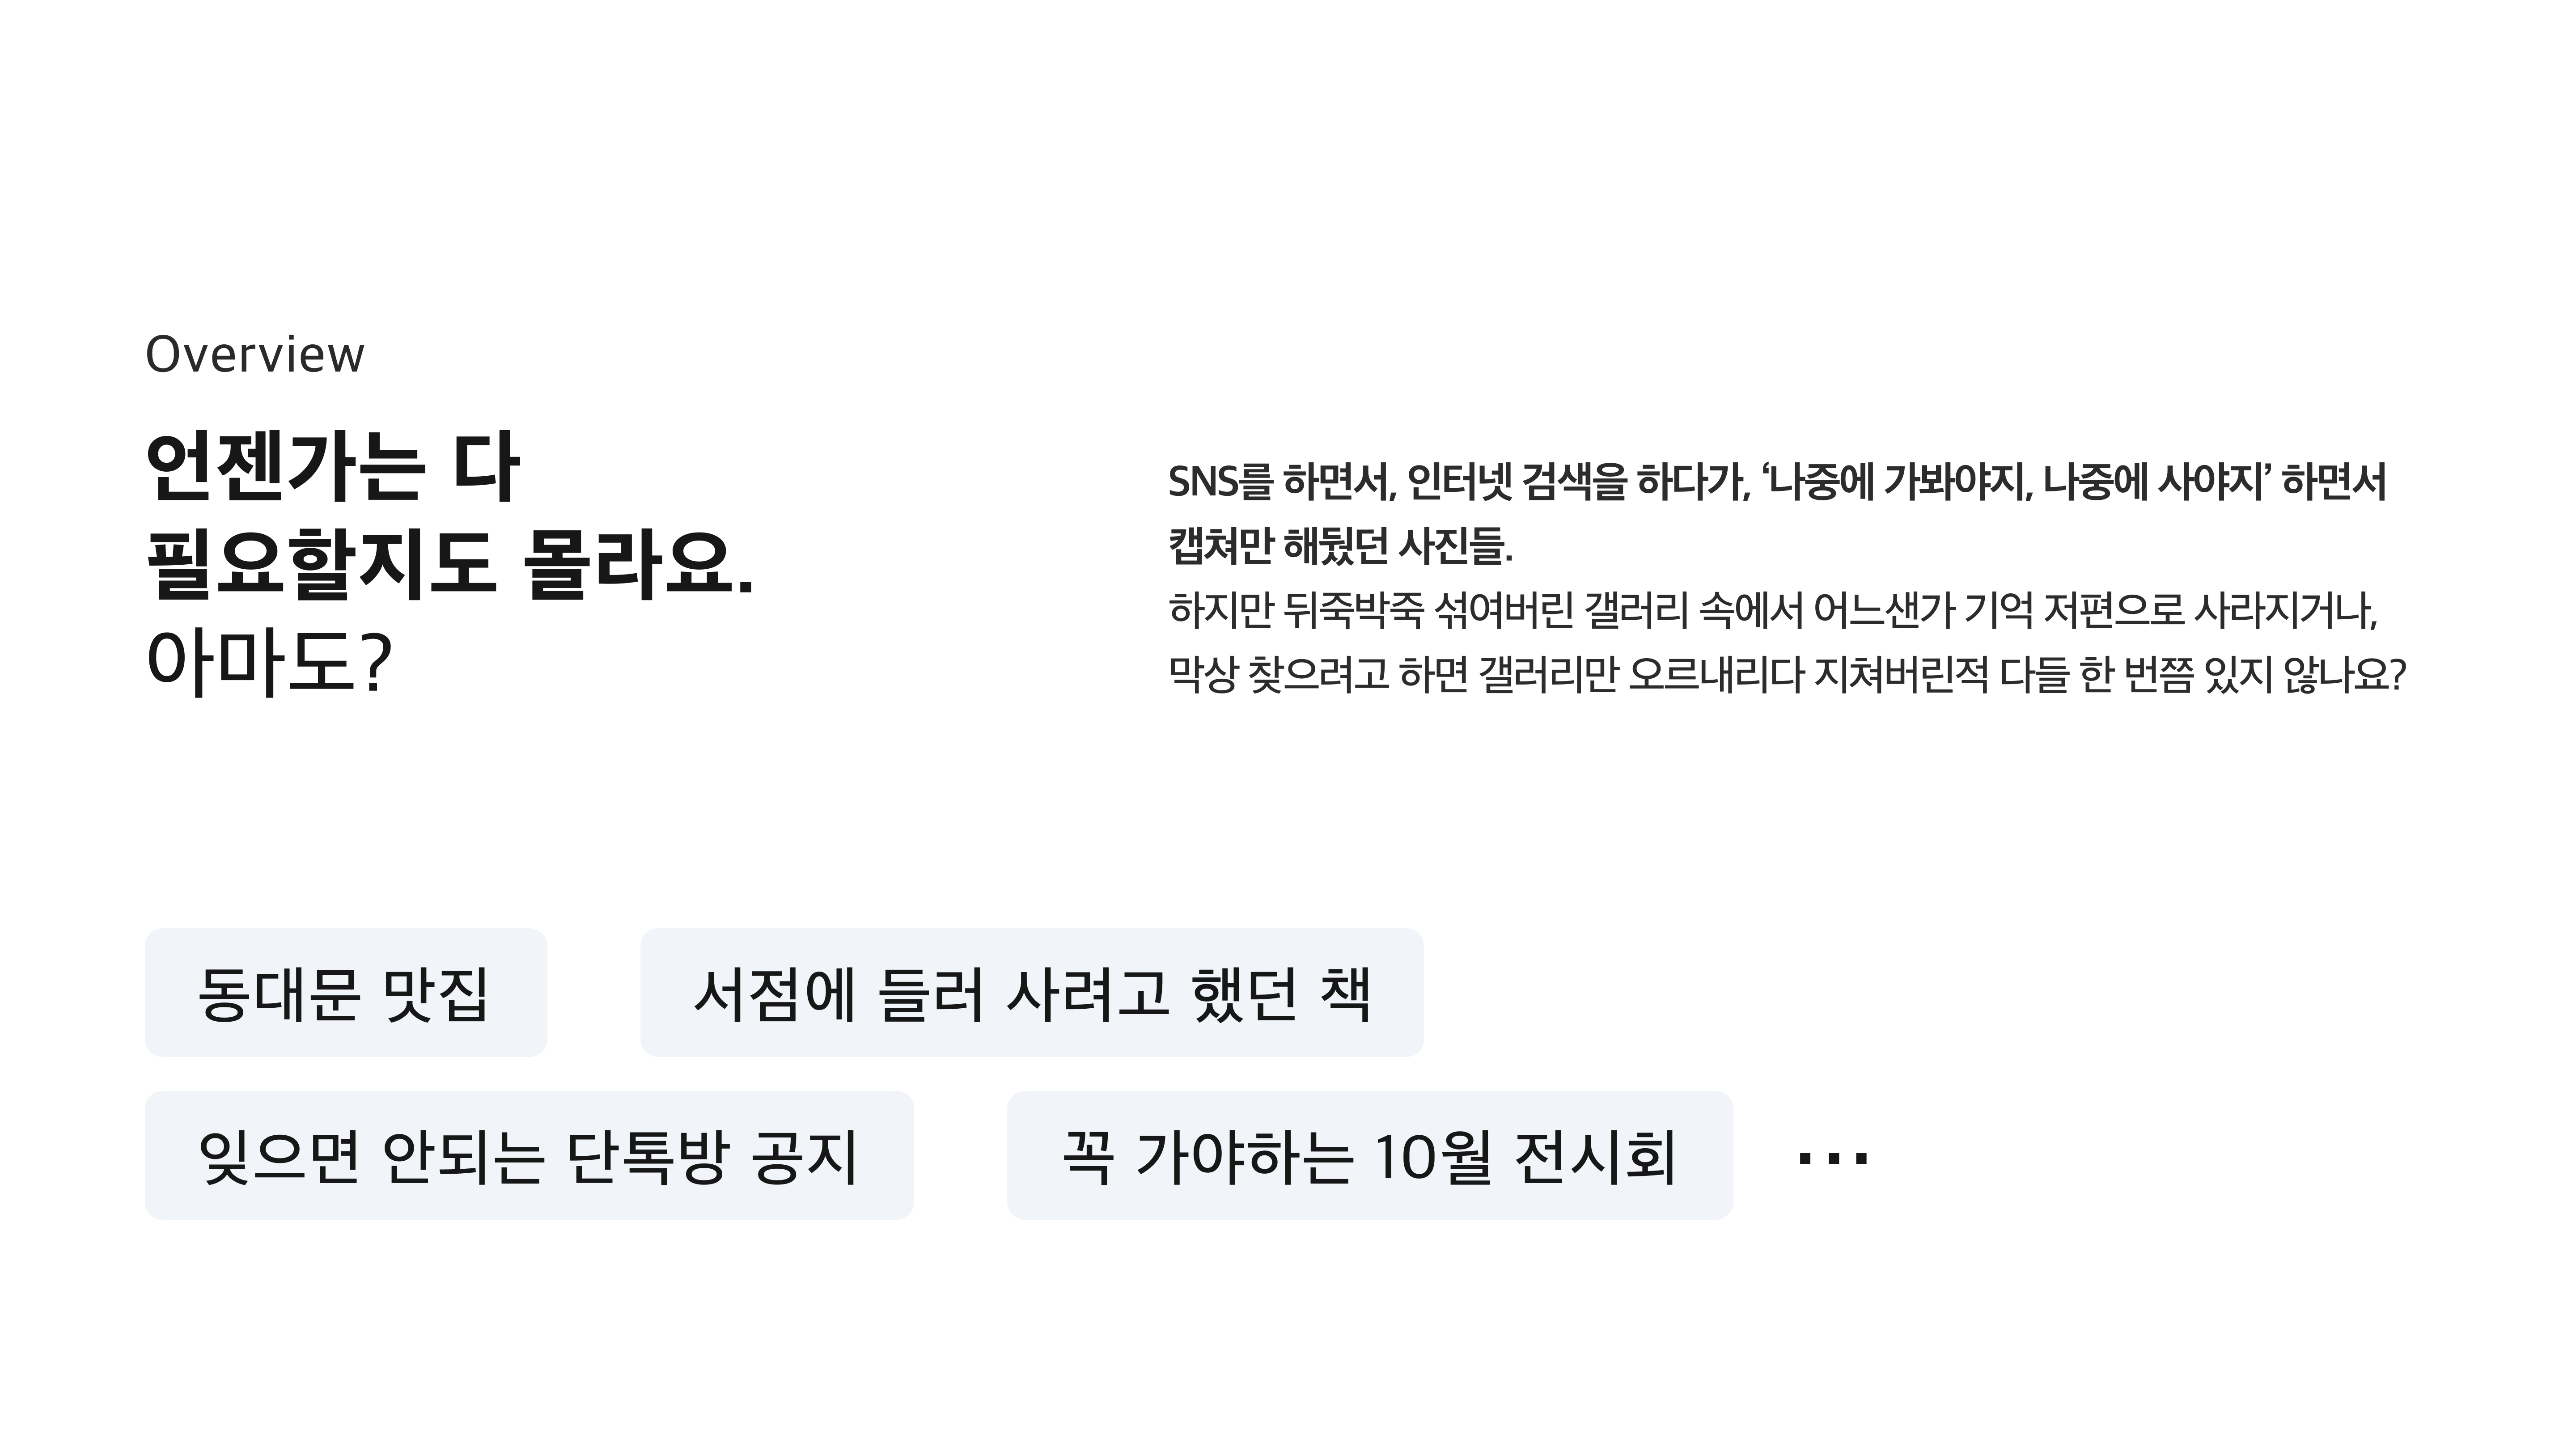 Overview
언젠가는 다
필요할지도 몰라요.
아마도?
SNS를 하면서, 인터넷 검색을 하다가, ‘나중에 가봐야지, 나중에 사야지’ 하면서
캡쳐만 해뒀던 사진들.
하지만 뒤죽박죽 섞여버린 갤러리 속에서 어느샌가 기억 저편으로 사라지거나,
막상 찾으려고 하면 갤러리만 오르내리다 지쳐버린적 다들 한 번쯤 있지 않나요?
동대문 맛집
서점에 들러 사려고 했던 책
잊으면 안되는 단톡방 공지
꼭 가야하는 10월 전시회
...